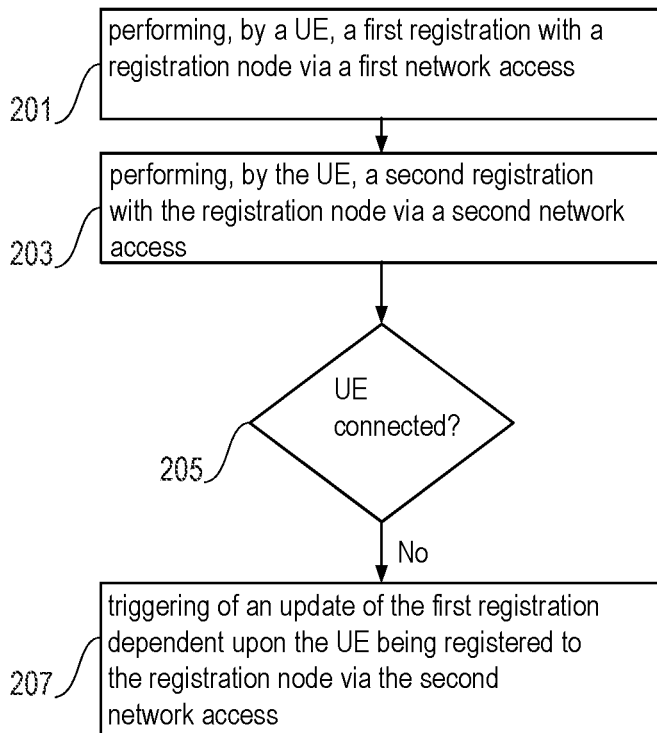 performing, by a UE, a first registration with a
registration node via a first network access
201
performing, by the UE, a second registration
with the registration node via a second network
access
203
UE
connected?
205
No
triggering of an update of the first registration
dependent upon the UE being registered to
the registration node via the second
network access
207